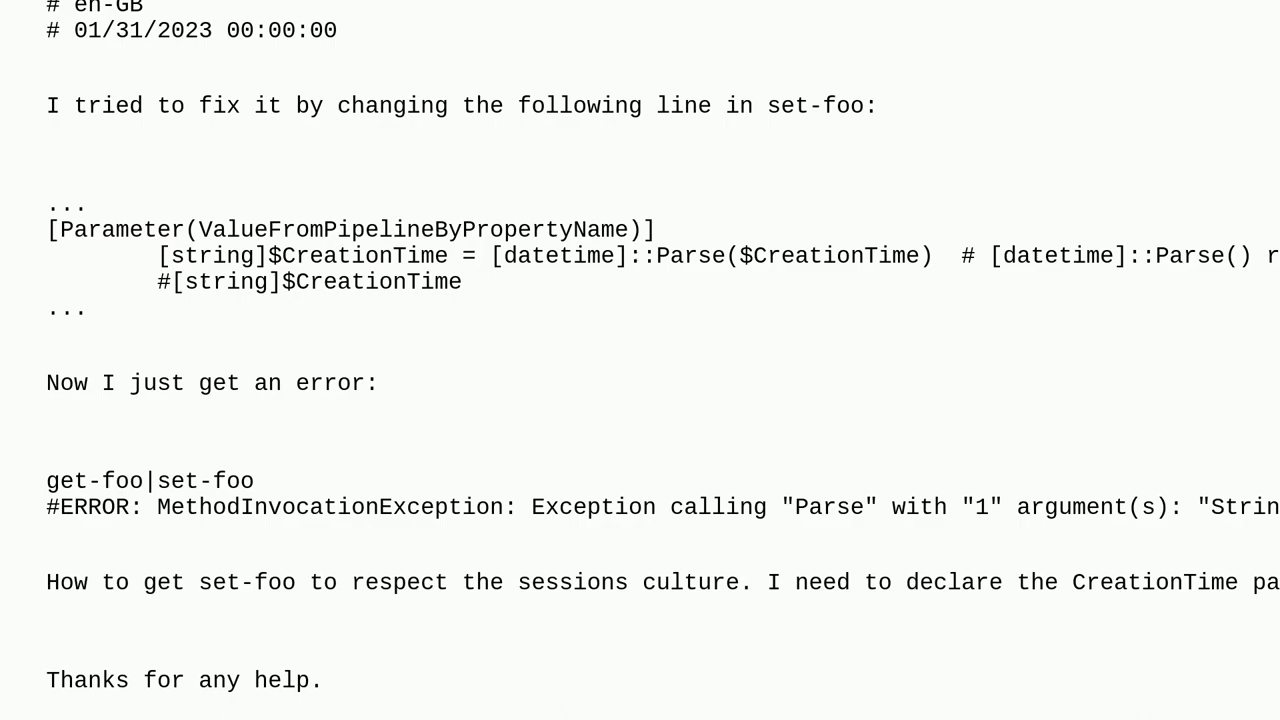 # en-GB
# 01/31/2023 00:00:00
I tried to fix it by changing the following line in set-foo:
...
[Parameter(ValueFromPipelineByPropertyName)]
        [string]$CreationTime = [datetime]::Parse($CreationTime)  # [datetime]::Parse() r
        #[string]$CreationTime
...
Now I just get an error:
get-foo|set-foo
#ERROR: MethodInvocationException: Exception calling "Parse" with "1" argument(s): "Strin
How to get set-foo to respect the sessions culture. I need to declare the CreationTime pa
Thanks for any help.